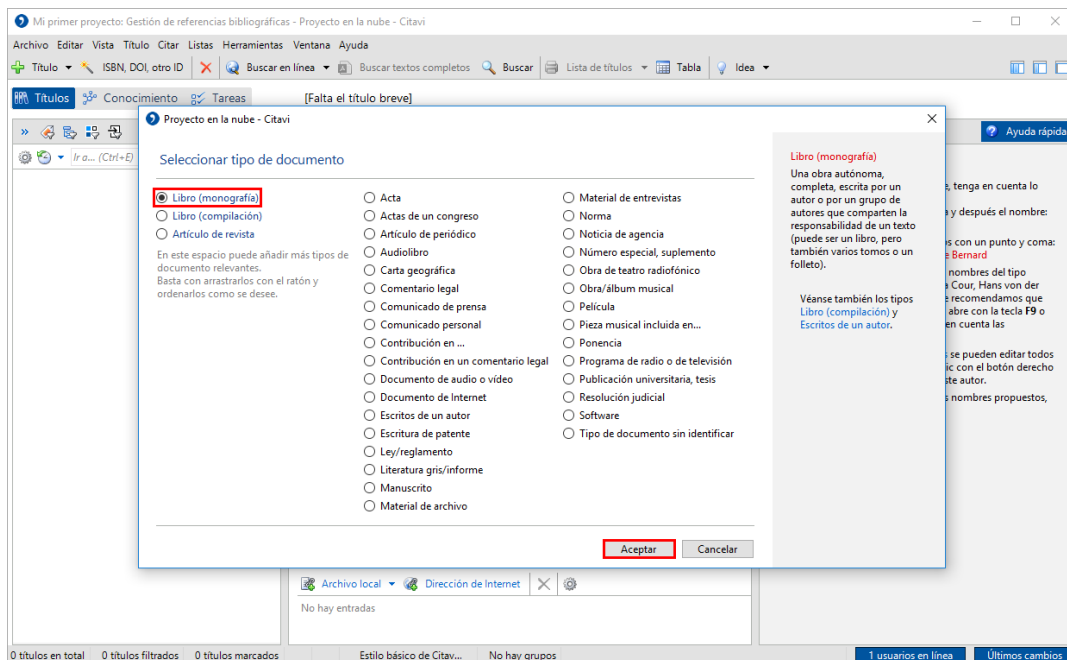 Mi primer proyecto: Gestión de referencias bibliográficas - Proyecto en la nube - Citavi
Archivo Editar Vista Título Citar Listas Herramientas Ventana Ayuda
Título ISBN, DOI, otro ID Buscar en línea Buscar textos completos Buscar Lista de títulos Tabla Idea
Títulos Conocimiento Tareas [Falta el título breve]
Proyecto en la nube - Citavi
Ayuda rápida
Ir a... (Ctrl+E)
Seleccionar tipo de documento
Libro (monografía)
Libro (compilación)
Artículo de revista
En este espacio puede añadir más tipos de
documento relevantes.
Basta con arrastrarlos con el ratón y
ordenarlos como se desee.
Acta
Actas de un congreso
Artículo de periódico
Audiolibro
Carta geográfica
Comentario legal
Comunicado de prensa
Comunicado personal
Contribución en ...
Contribución en un comentario legal
Documento de audio o vídeo
Documento de Internet
Escritos de un autor
Escritura de patente
Ley/reglamento
Literatura gris/informe
Manuscrito
Material de archivo
Material de entrevistas
Norma
Noticia de agencia
Número especial, suplemento
Obra de teatro radiofónico
Obra/álbum musical
Película
Pieza musical incluida en...
Ponencia
Programa de radio o de televisión
Publicación universitaria, tesis
Resolución judicial
Software
Tipo de documento sin identificar
Libro (monografía)
Una obra autónoma,
completa, escrita por un
autor o por un grupo de
autores que comparten la
responsabilidad de un texto
(puede ser un libro, pero
también varios tomos o un
folleto).
Véanse también los tipos
Libro (compilación) y
Escritos de un autor.
, tenga en cuenta lo
y después el nombre:
s con un punto y coma:
Bernard
nombres del tipo
Cour, Hans von der
recomendamos que
abre con la tecla F9 o
en cuenta las
se pueden editar todos
ic con el botón derecho
ste autor.
nombres propuestos,
Aceptar Cancelar
Archivo local Dirección de Internet
No hay entradas
0 títulos en total 0 títulos filtrados 0 títulos marcados Estilo básico de Citav... No hay grupos 1 usuarios en línea Últimos cambios